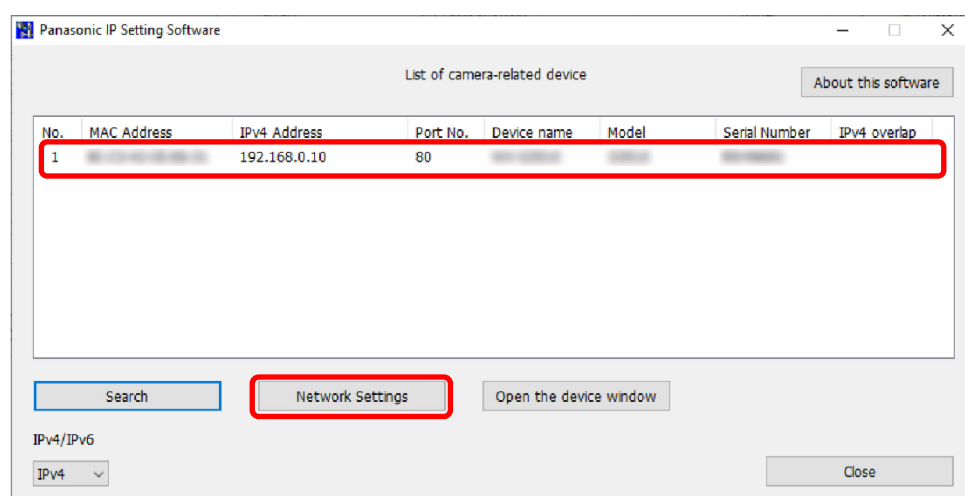 Panasonic IP Setting Software
List of camera-related device
About this software
No. MAC Address IPv4 Address Port No. Device name Model Serial Number IPv4 overlap
1 192.168.0.10 80
Search Network Settings Open the device window
IPv4/IPv6
IPv4 Close